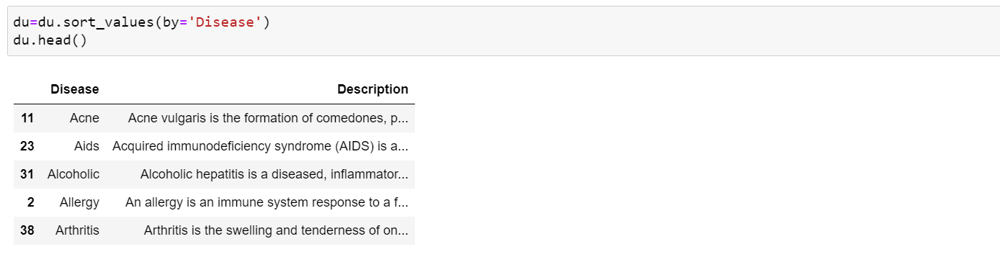 du=du.sort_values(by='Disease')
du.head()
Disease Description
11 Acne Acne vulgaris is the formation of comedones, p...
23 Aids Acquired immunodeficiency syndrome (AIDS) is a...
31 Alcoholic Alcoholic hepatitis is a diseased, inflammator...
2 Allergy An allergy is an immune system response to a f...
38 Arthritis Arthritis is the swelling and tenderness of on...